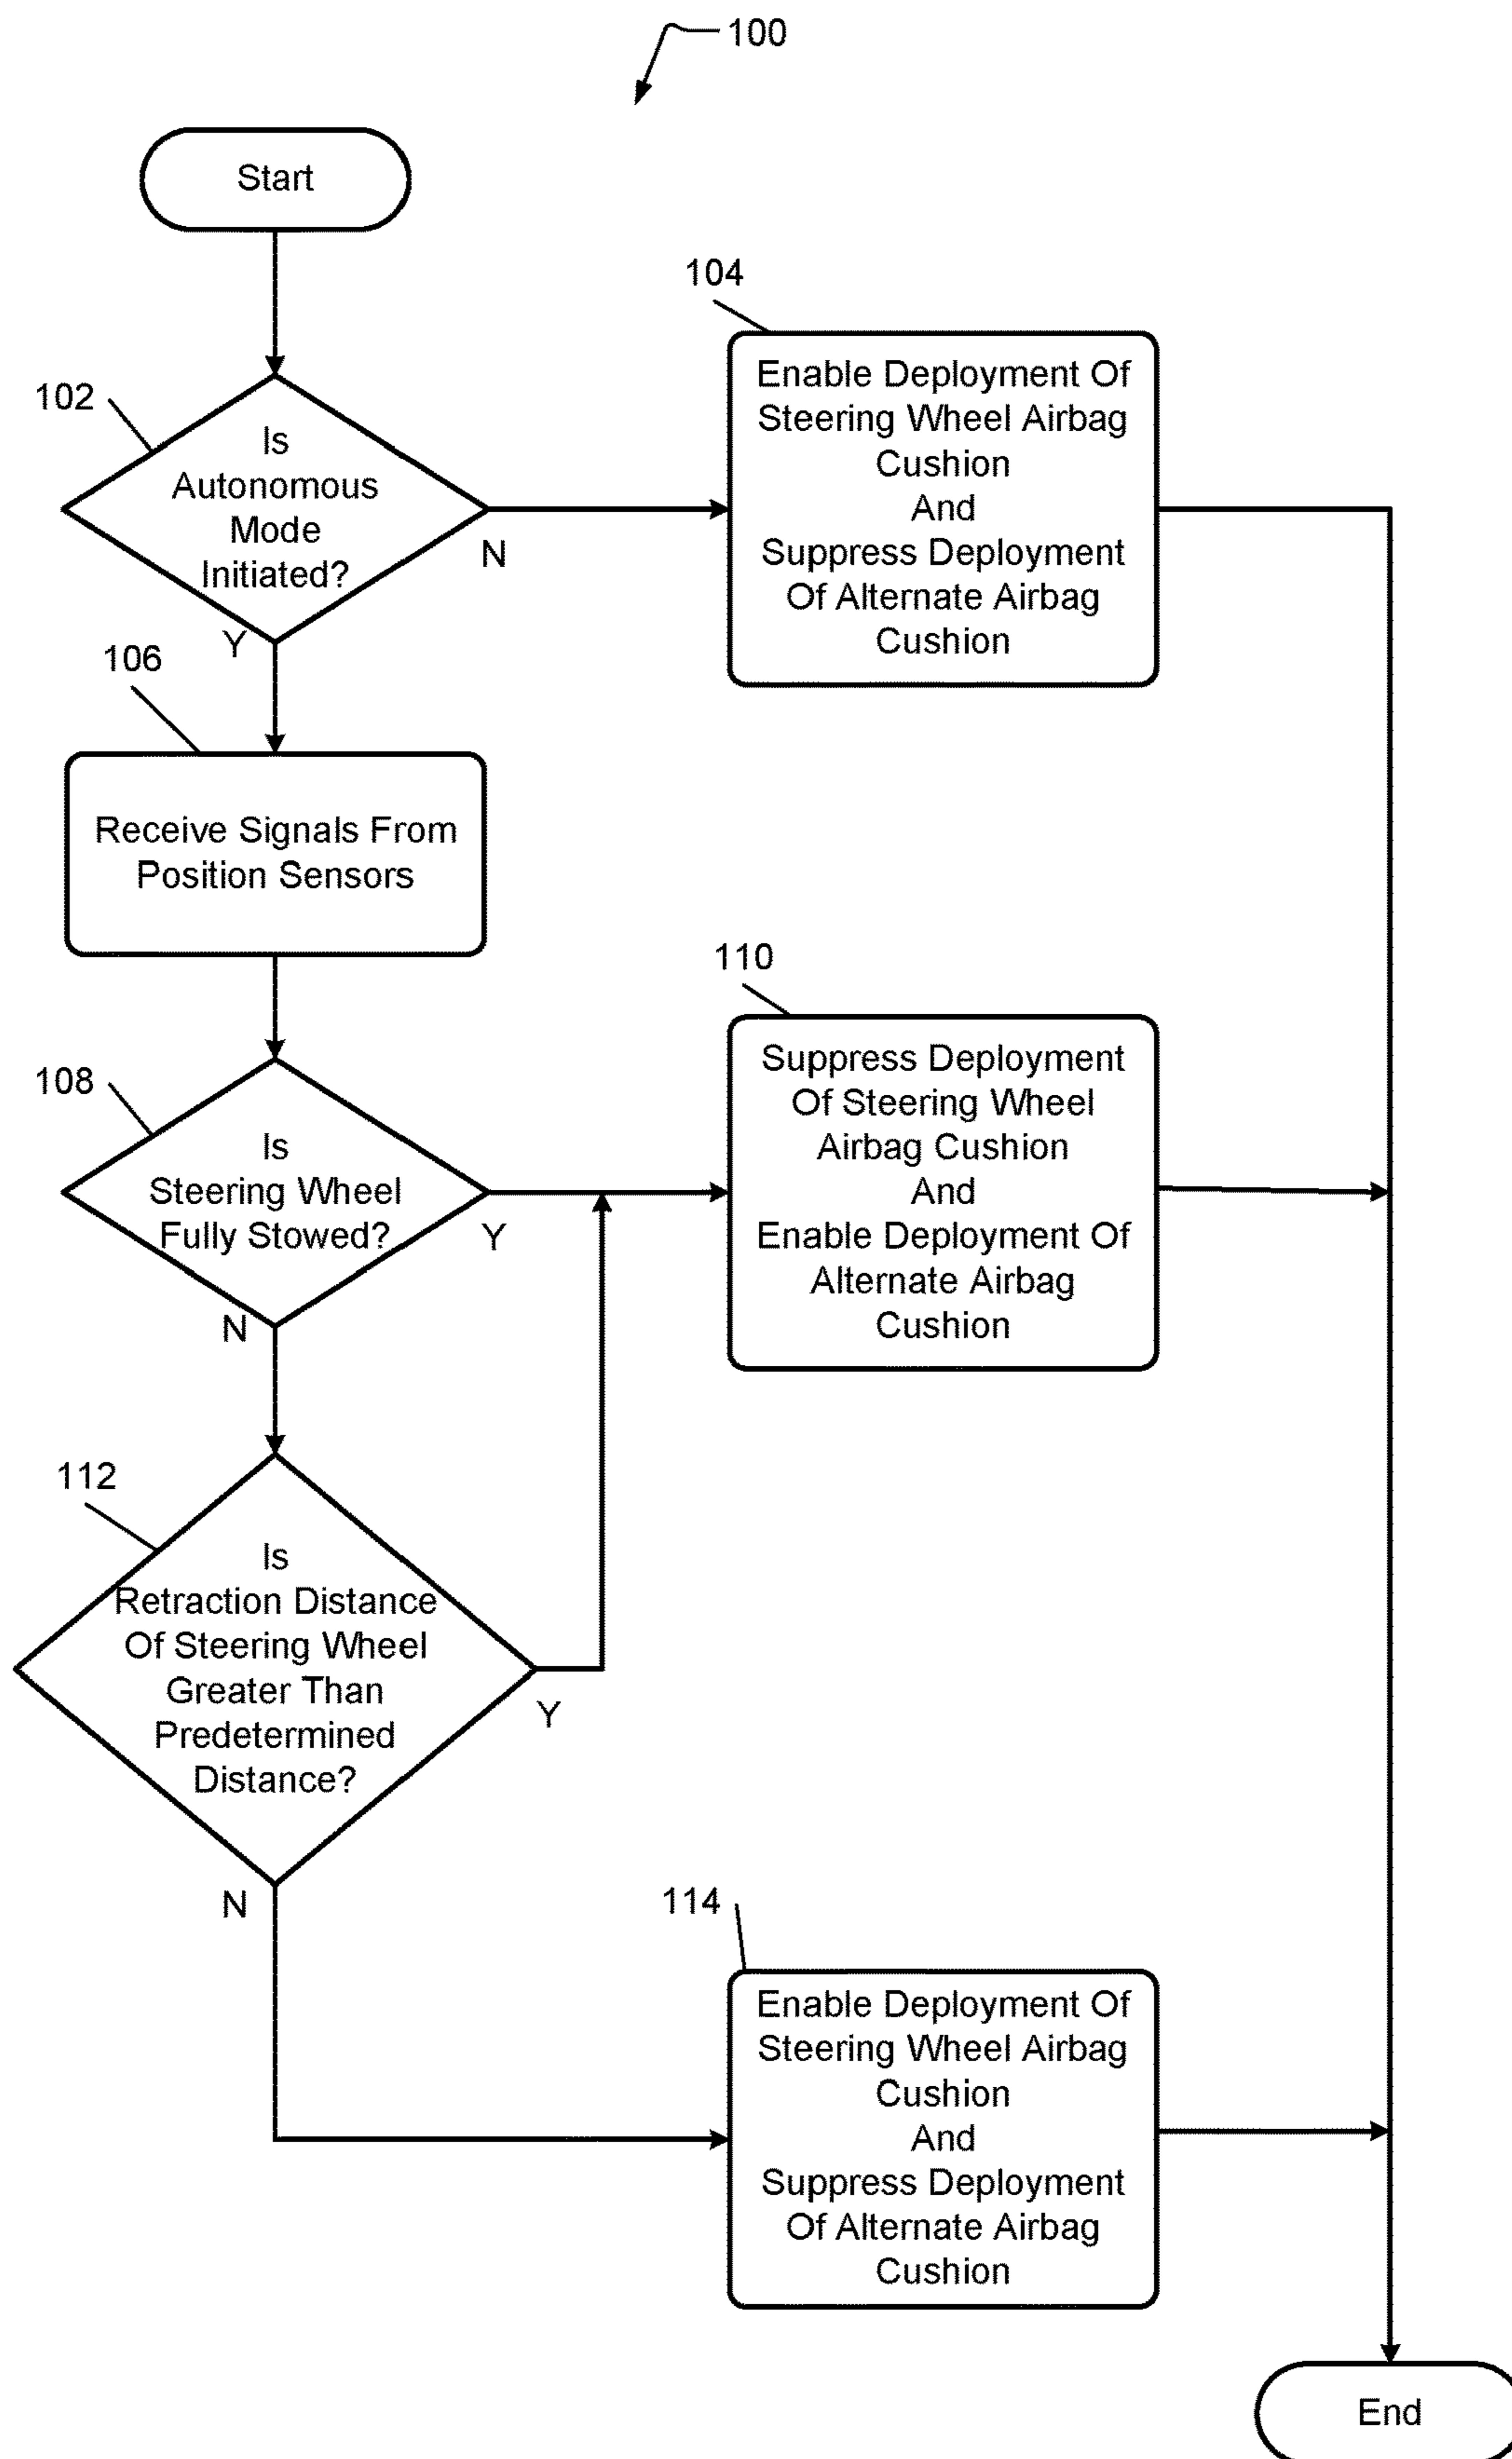 100
Start
104
Enable Deployment Of
Steering Wheel Airbag
Cushion
And
Suppress Deployment
Of Alternate Airbag
Cushion
102
Is
Autonomous
Mode
Initiated?
N
Y
106
Receive Signals From
Position Sensors
110
Suppress Deployment
Of Steering Wheel
Airbag Cushion
And
Enable Deployment Of
Alternate Airbag
Cushion
108
Is
Steering Wheel
Fully Stowed?
Y
N
112
Is
Retraction Distance
Of Steering Wheel
Greater Than
Predetermined
Distance?
Y
N
114
Enable Deployment Of
Steering Wheel Airbag
Cushion
And
Suppress Deployment
Of Alternate Airbag
Cushion
End